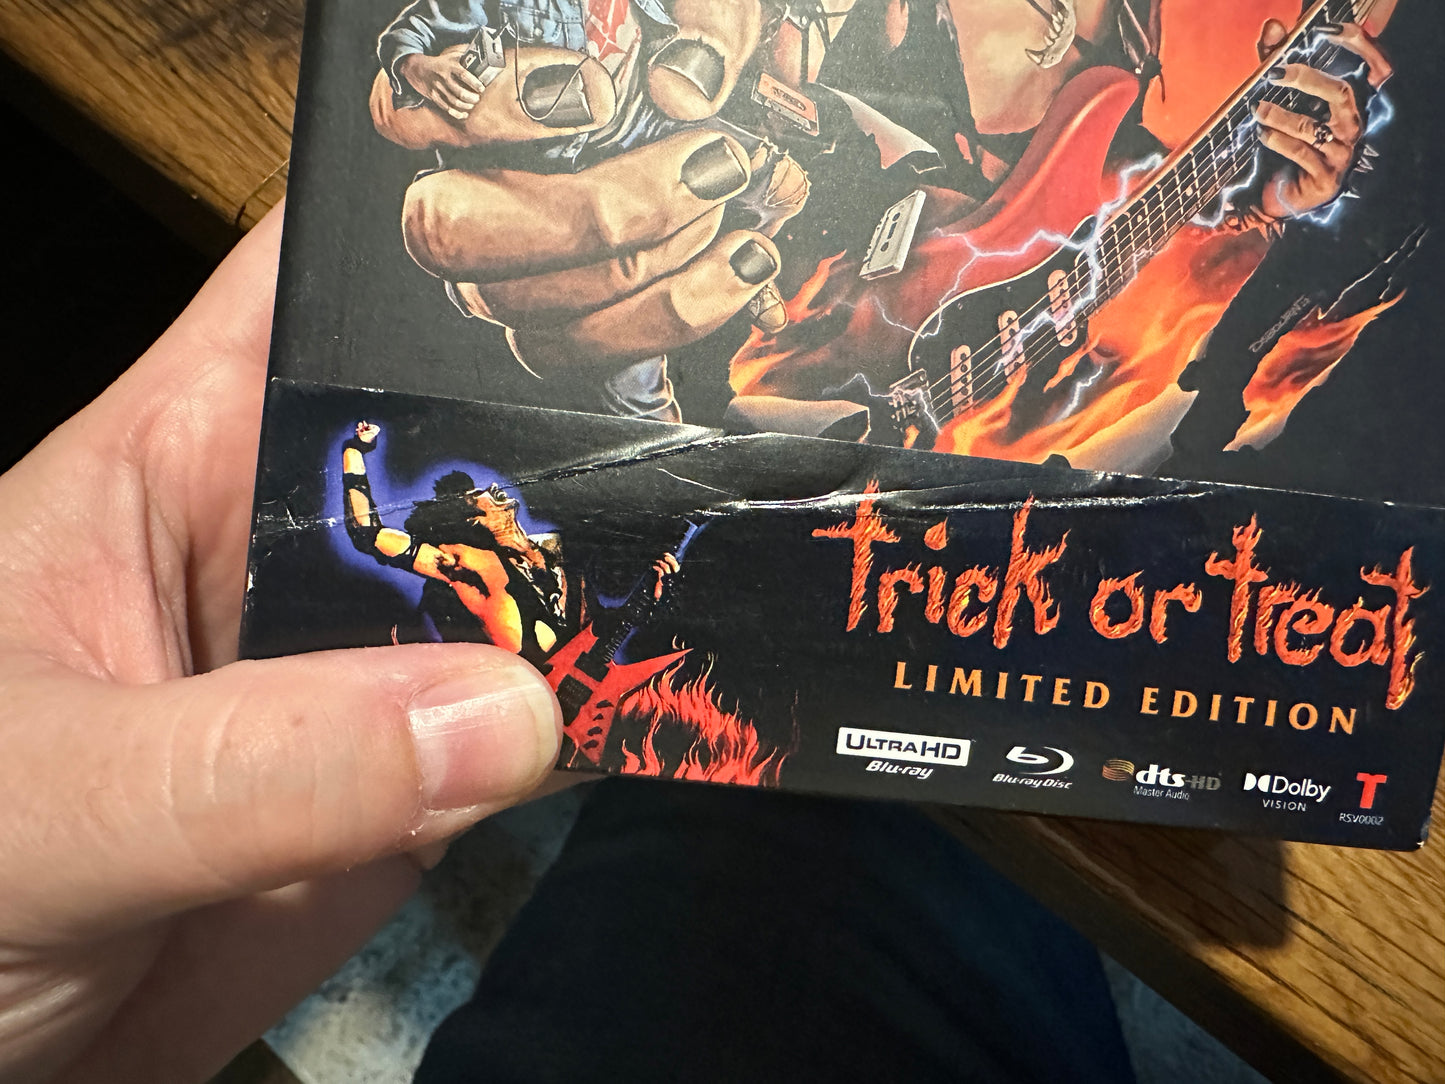 DEVEREUX
trick or treat
LIMITED EDITION
ULTRA HD
Blu-ray
Blu-ray Disc
dts-HD
Master Audio
Dolby
VISION
T
RSV0002